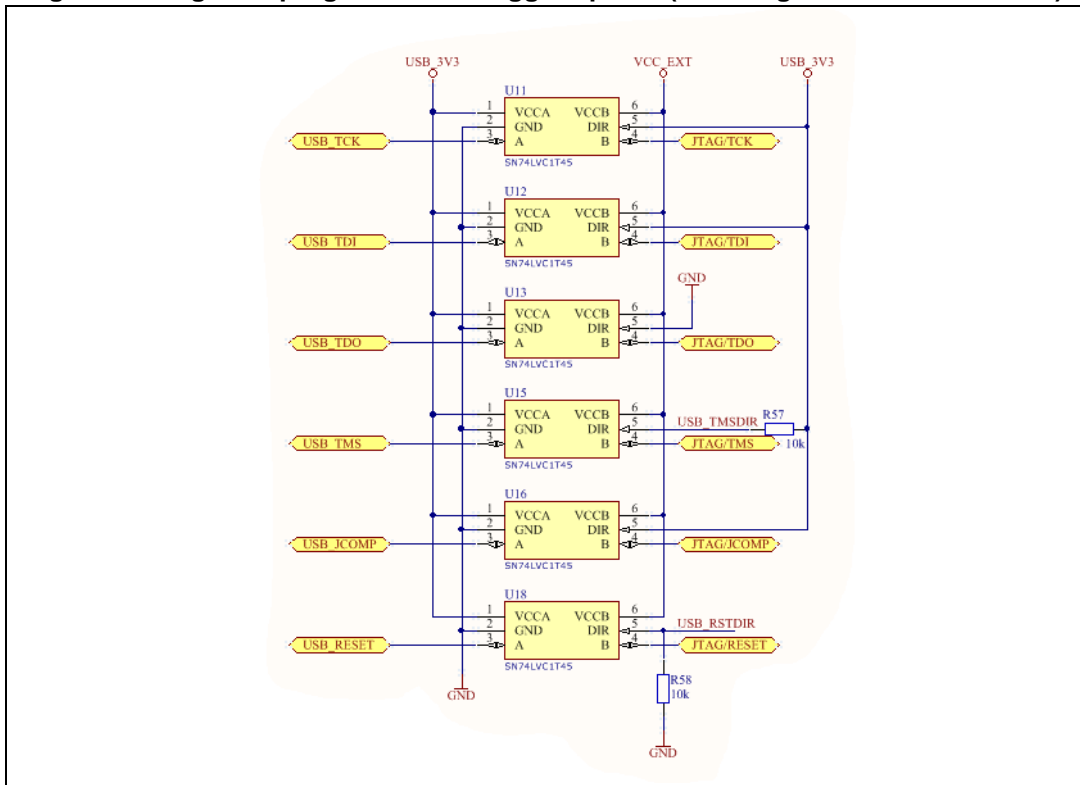 USB_3V3 VCC_EXT USB_3V3
U11
1 VCCA VCCB 6
2 GND DIR 5
USB_TCK 3 A B 4 JTAG/TCK
SN74LVC1T45
U12
1 VCCA VCCB 6
2 GND DIR 5
USB_TDI 3 A B 4 JTAG/TDI
SN74LVC1T45
GND
U13
1 VCCA VCCB 6
2 GND DIR 5
USB_TDO 3 A B 4 JTAG/TDO
SN74LVC1T45
U15
1 VCCA VCCB 6
2 GND DIR 5 USB_TMSDIR R57
USB_TMS 3 A B 4 JTAG/TMS 10k
SN74LVC1T45
U16
1 VCCA VCCB 6
2 GND DIR 5
USB_JCOMP 3 A B 4 JTAG/JCOMP
SN74LVC1T45
U18
1 VCCA VCCB 6
2 GND DIR 5 USB_RSTDIR
USB_RESET 3 A B 4 JTAG/RESET
SN74LVC1T45
R58
10k
GND
GND